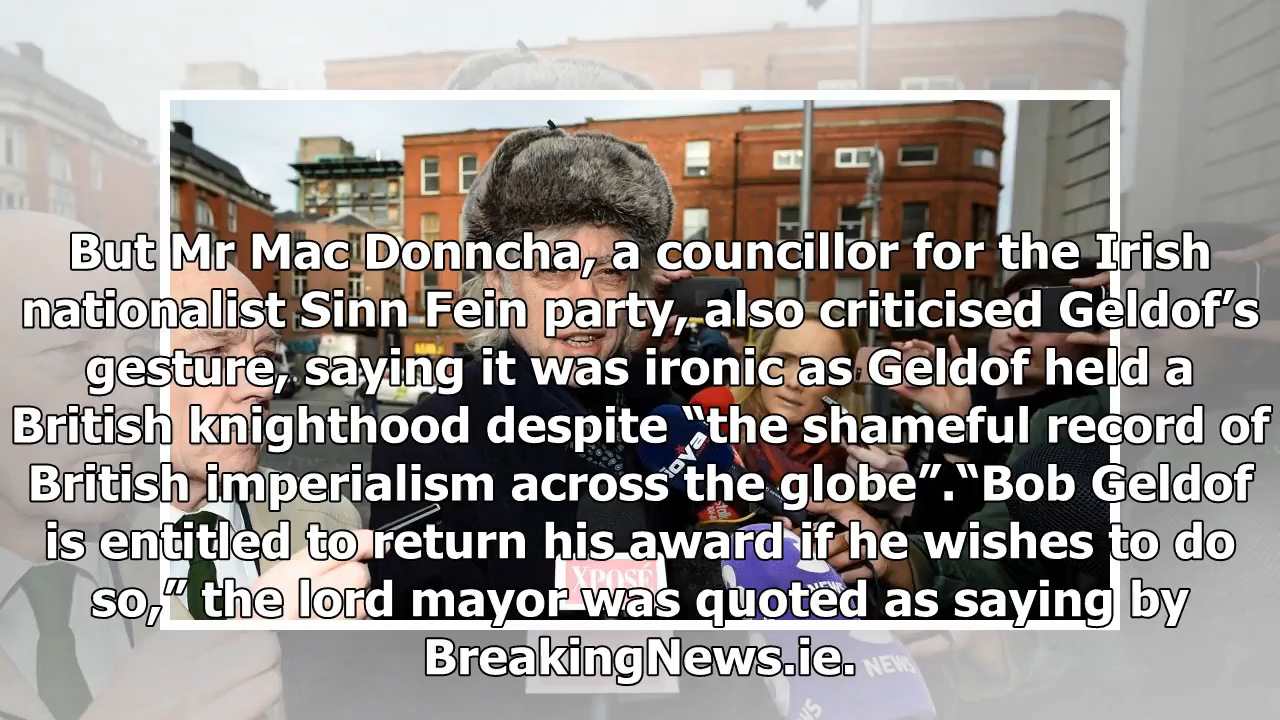 But Mr Mac Donncha, a councillor for the Irish
nationalist Sinn Fein party, also criticised Geldof’s
gesture, saying it was ironic as Geldof held a
British knighthood despite “the shameful record of
British imperialism across the globe”.“Bob Geldof
is entitled to return his award if he wishes to do
so,” the lord mayor was quoted as saying by
BreakingNews.ie.
XPOSÉ
NEWS
NEWS